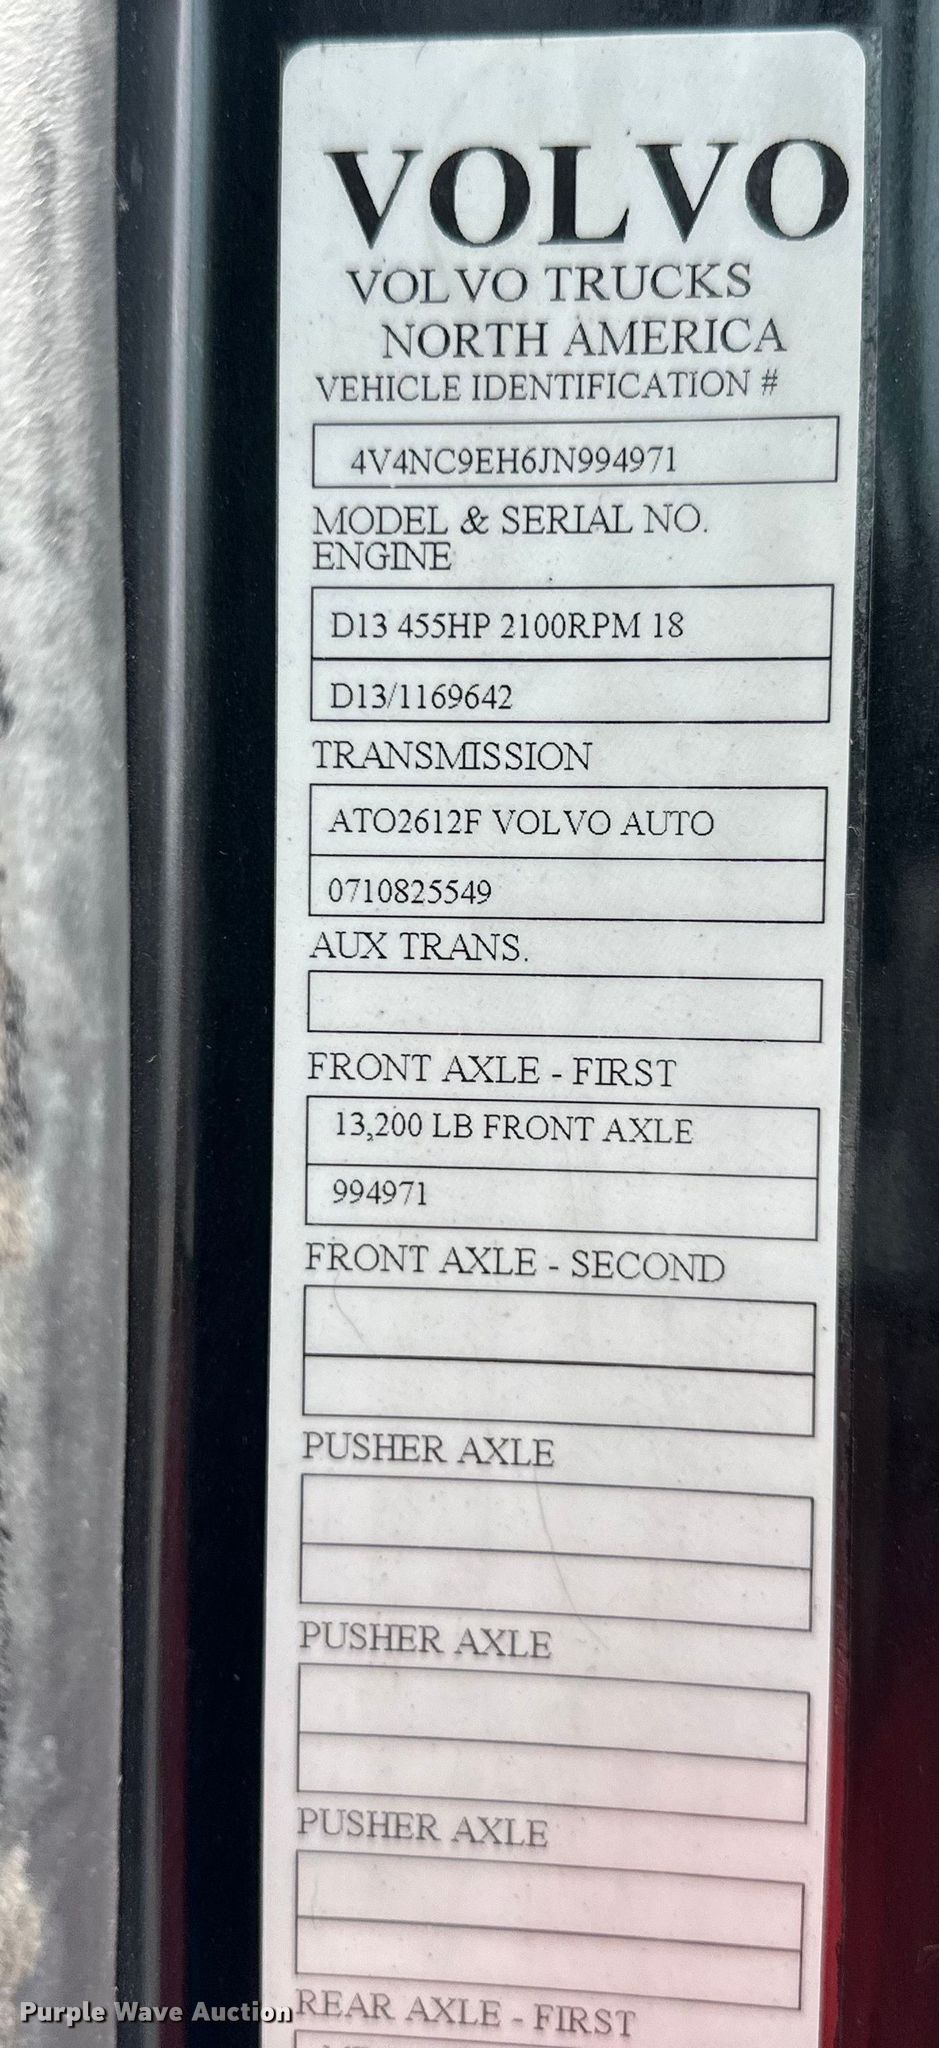 VOLVO
VOLVO TRUCKS
NORTH AMERICA
VEHICLE IDENTIFICATION #
4V4NC9EH6JN994971
MODEL & SERIAL NO.
ENGINE
D13 455HP 2100RPM 18
D13/1169642
TRANSMISSION
ATO2612F VOLVO AUTO
0710825549
AUX TRANS.
FRONT AXLE - FIRST
13,200 LB FRONT AXLE
994971
FRONT AXLE - SECOND
PUSHER AXLE
PUSHER AXLE
PUSHER AXLE
REAR AXLE - FIRST
Purple Wave Auction